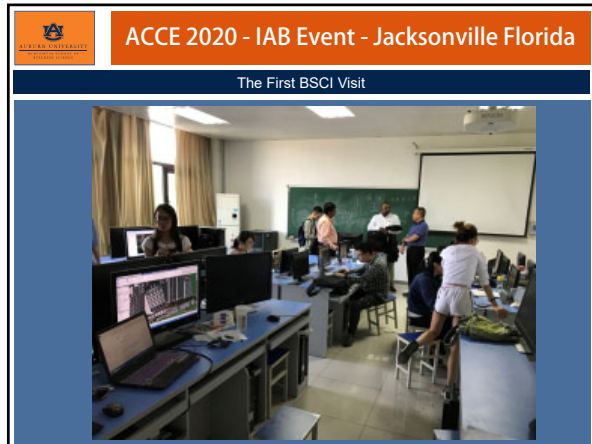 AUBURN UNIVERSITY
ACCE 2020 - IAB Event - Jacksonville Florida
The First BSCI Visit